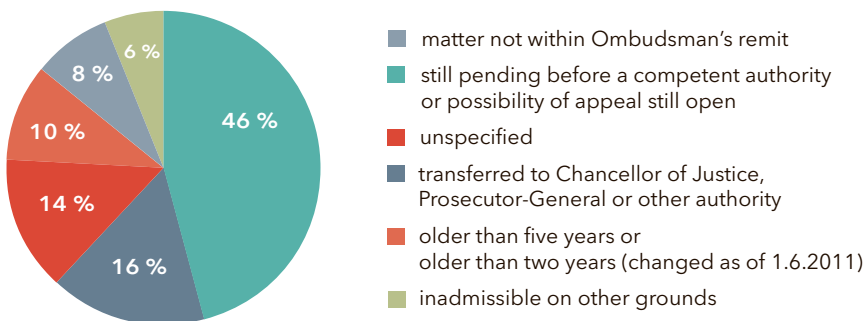 6 %
8 %
46 %
10 %
14 %
16 %
matter not within Ombudsman’s remit
still pending before a competent authority
or possibility of appeal still open
unspecified
transferred to Chancellor of Justice,
Prosecutor-General or other authority
older than five years or
older than two years (changed as of 1.6.2011)
inadmissible on other grounds